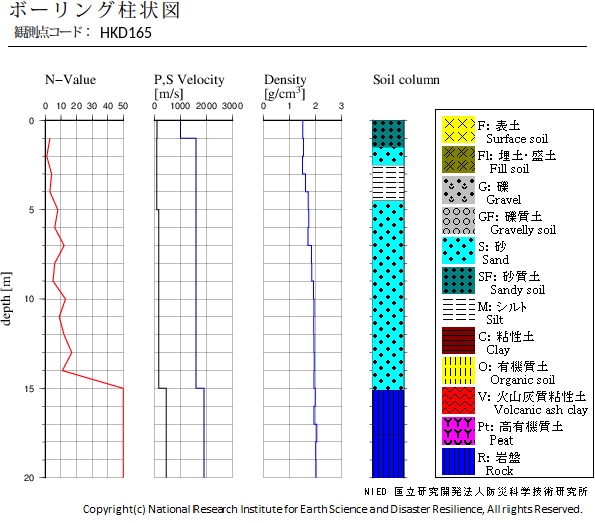 ボーリング柱状図
観測点コード： HKD165
N−Value
P,S Velocity
[m/s]
Density
[g/cm3]
Soil column
0 10 20 30 40 50
0 1000 2000 3000
0 1 2 3
0
5
10
15
20
depth [m]
F: 表土
Surface soil
Fl: 埋土・盛土
Fill soil
G: 礫
Gravel
GF: 礫質土
Gravelly soil
S: 砂
Sand
SF: 砂質土
Sandy soil
M: シルト
Silt
C: 粘性土
Clay
O: 有機質土
Organic soil
V: 火山灰質粘性土
Volcanic ash clay
Pt: 高有機質土
Peat
R: 岩盤
Rock
NIED 国立研究開発法人防災科学技術研究所
Copyright(c) National Research Institute for Earth Science and Disaster Resilience, All rights Reserved.